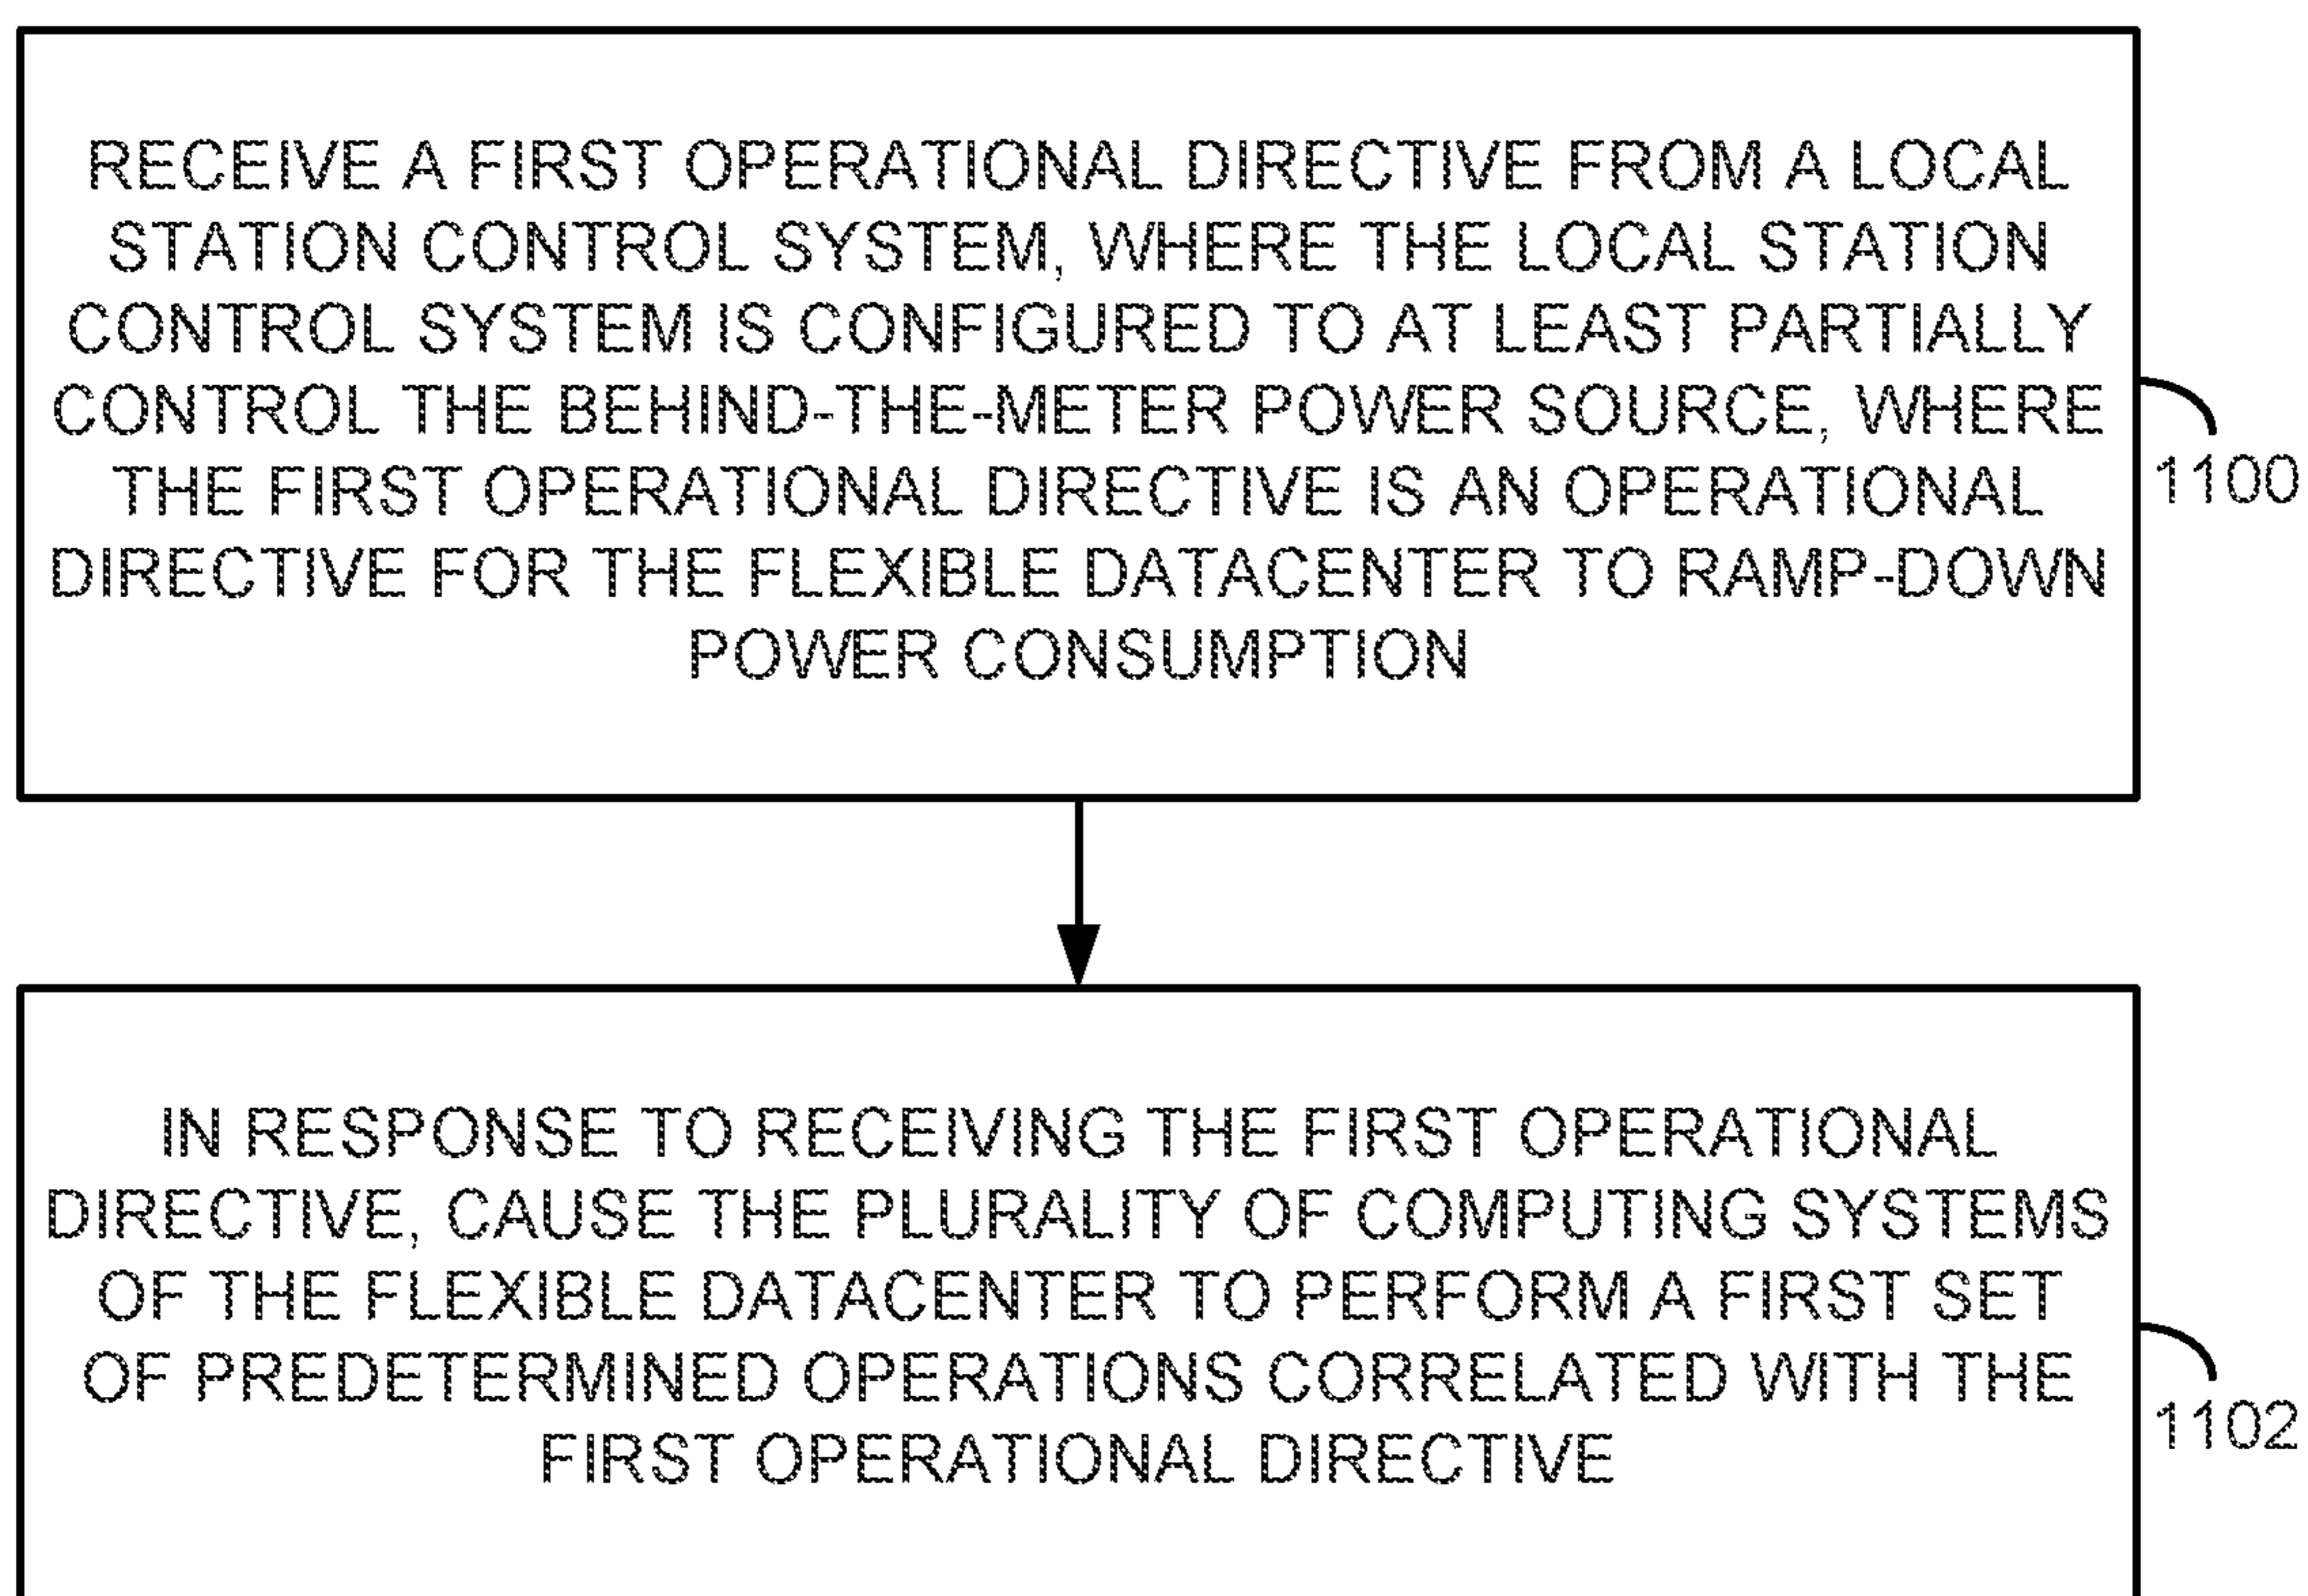 RECEIVE A FIRST OPERATIONAL DIRECTIVE FROM A LOCAL
STATION CONTROL SYSTEM, WHERE THE LOCAL STATION
CONTROL SYSTEM IS CONFIGURED TO AT LEAST PARTIALLY
CONTROL THE BEHIND-THE-METER POWER SOURCE, WHERE
THE FIRST OPERATIONAL DIRECTIVE IS AN OPERATIONAL
DIRECTIVE FOR THE FLEXIBLE DATACENTER TO RAMP-DOWN
POWER CONSUMPTION
1100
IN RESPONSE TO RECEIVING THE FIRST OPERATIONAL
DIRECTIVE, CAUSE THE PLURALITY OF COMPUTING SYSTEMS
OF THE FLEXIBLE DATACENTER TO PERFORM A FIRST SET
OF PREDETERMINED OPERATIONS CORRELATED WITH THE
FIRST OPERATIONAL DIRECTIVE
1102